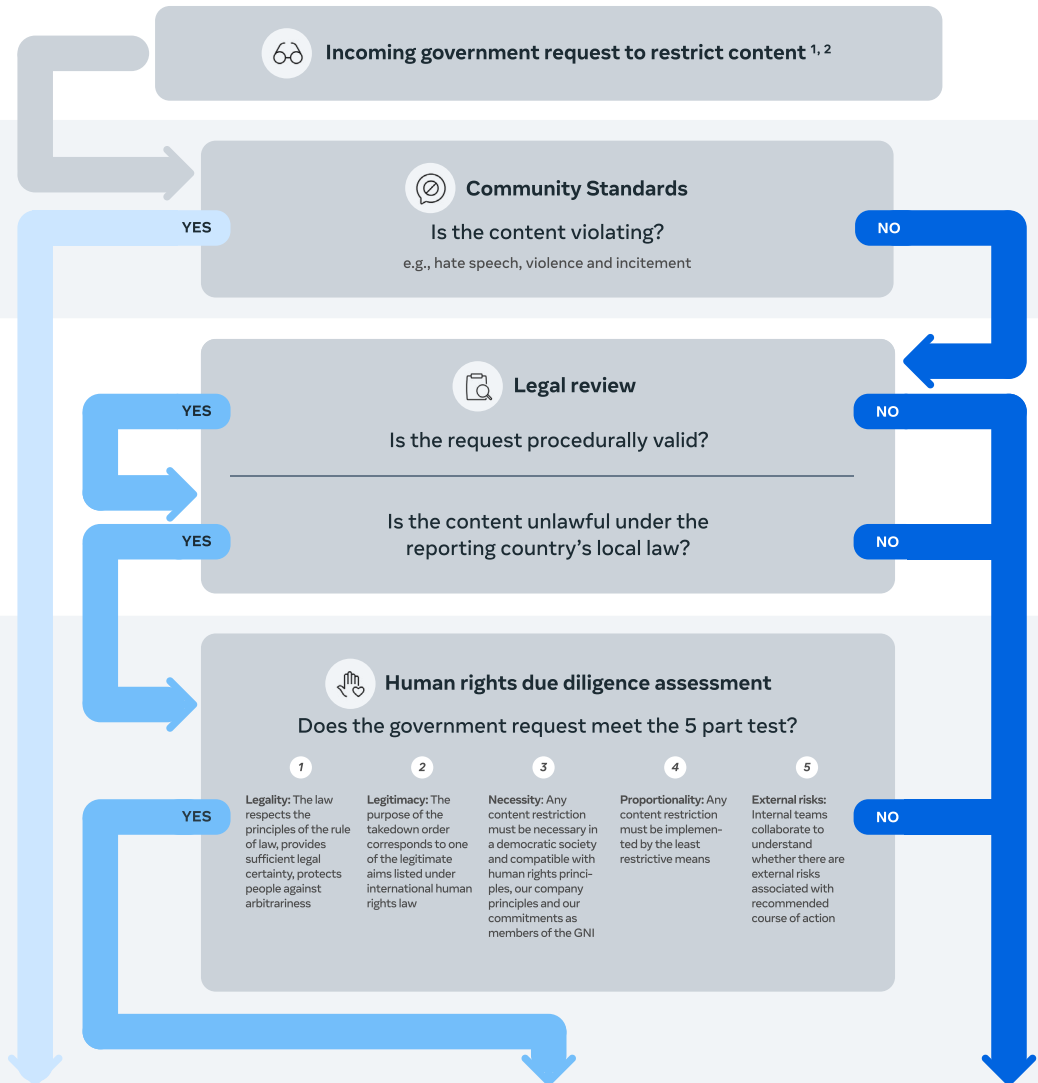 Incoming government request to restrict content 1, 2
Community Standards
YES
NO
Is the content violating?
e.g., hate speech, violence and incitement
Legal review
YES
NO
Is the request procedurally valid?
Is the content unlawful under the
YES
NO
reporting country's local law?
Human rights due diligence assessment
Does the government request meet the 5 part test?
1
2
3
4
5
YES
NO
Legality: The law
respects the
principles of the rule
of law, provides
sufficient legal
certainty, protects
people against
arbitrariness
Legitimacy: The
purpose of the
takedown order
corresponds to one
of the legitimate
aims listed under
international human
rights law
Necessity: Any
content restriction
must be necessary in
a democratic society
and compatible with
human rights princi-
ples, our company
principles and our
commitments as
members of the GNI
Proportionality: Any
content restriction
must be implemen-
ted by the least
restrictive means
External risks:
Internal teams
collaborate to
understand
whether there are
external risks
associated with
recommended
course of action